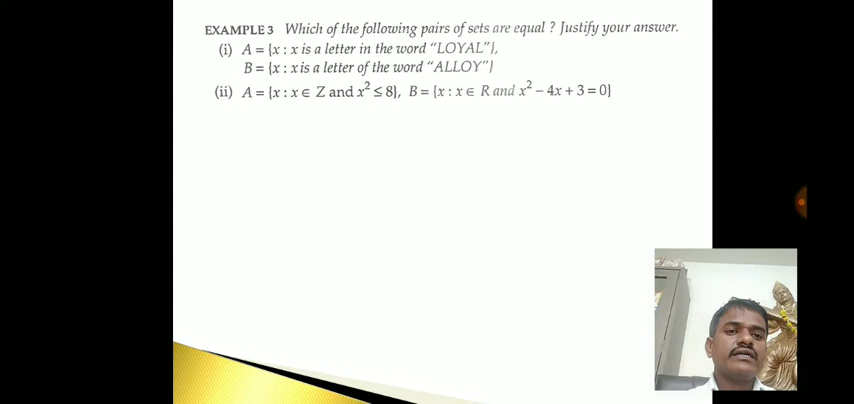 EXAMPLE 3 Which of the following pairs of sets are equal ? Justify your answer.
(i) A = {x : x is a letter in the word "LOYAL"},
B = {x : x is a letter of the word "ALLOY"}
(ii) A = {x : x ∈ Z and x² ≤ 8}, B = {x : x ∈ R and x² – 4x + 3 = 0}